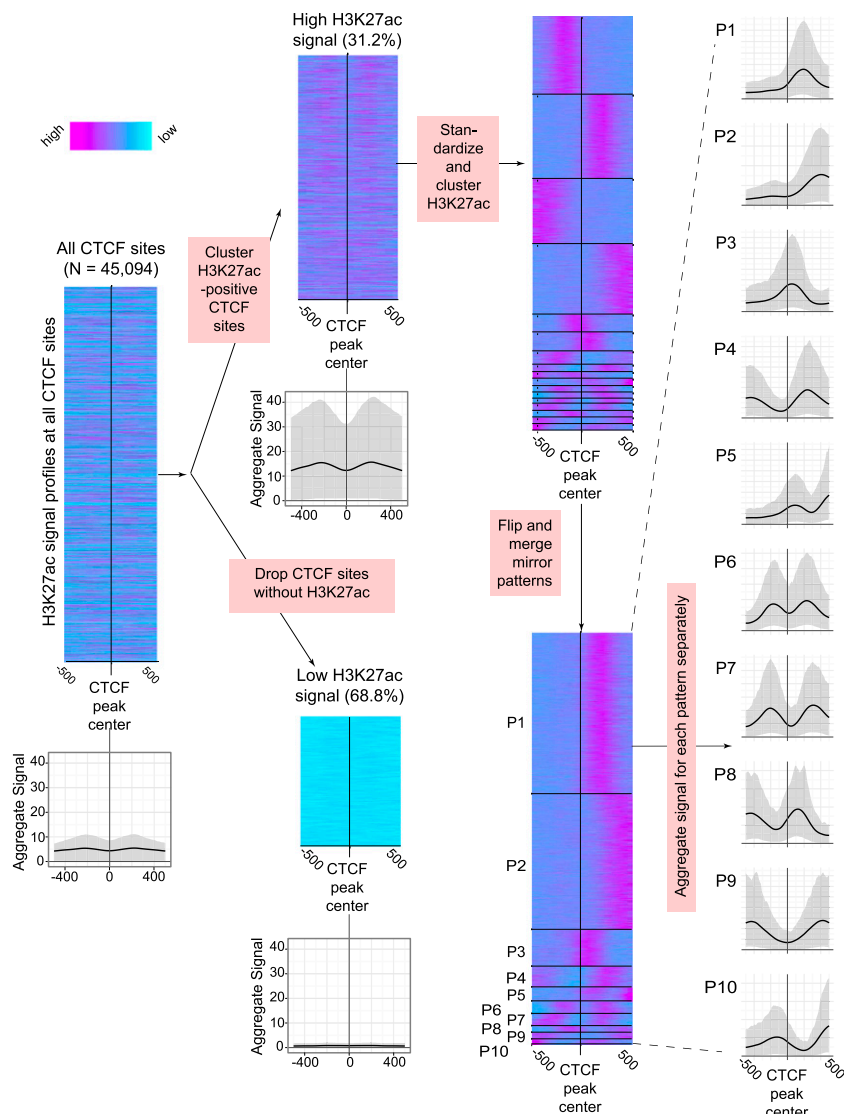 High H3K27ac
signal (31.2%)
high
low
-500
500
CTCF
peak
center
Aggregate Signal
40
30
20
10
0
-400
0
400
All CTCF sites
(N = 45,094)
H3K27ac signal profiles at all CTCF sites
-500
500
CTCF
peak
center
Aggregate Signal
40
30
20
10
0
-400
0
400
Cluster
H3K27ac
-positive
CTCF
sites
Drop CTCF sites
without H3K27ac
Low H3K27ac
signal (68.8%)
-500
500
CTCF
peak
center
Aggregate Signal
40
30
20
10
0
-400
0
400
Stan-
dardize
and
cluster
H3K27ac
-500
500
CTCF
peak
center
Flip and
merge
mirror
patterns
P1
P2
P3
P4
P5
P6
P7
P8
P9
P10
-500
500
CTCF
peak
center
Aggregate signal for each pattern separately
P1
P2
P3
P4
P5
P6
P7
P8
P9
P10
-500
500
CTCF
peak
center